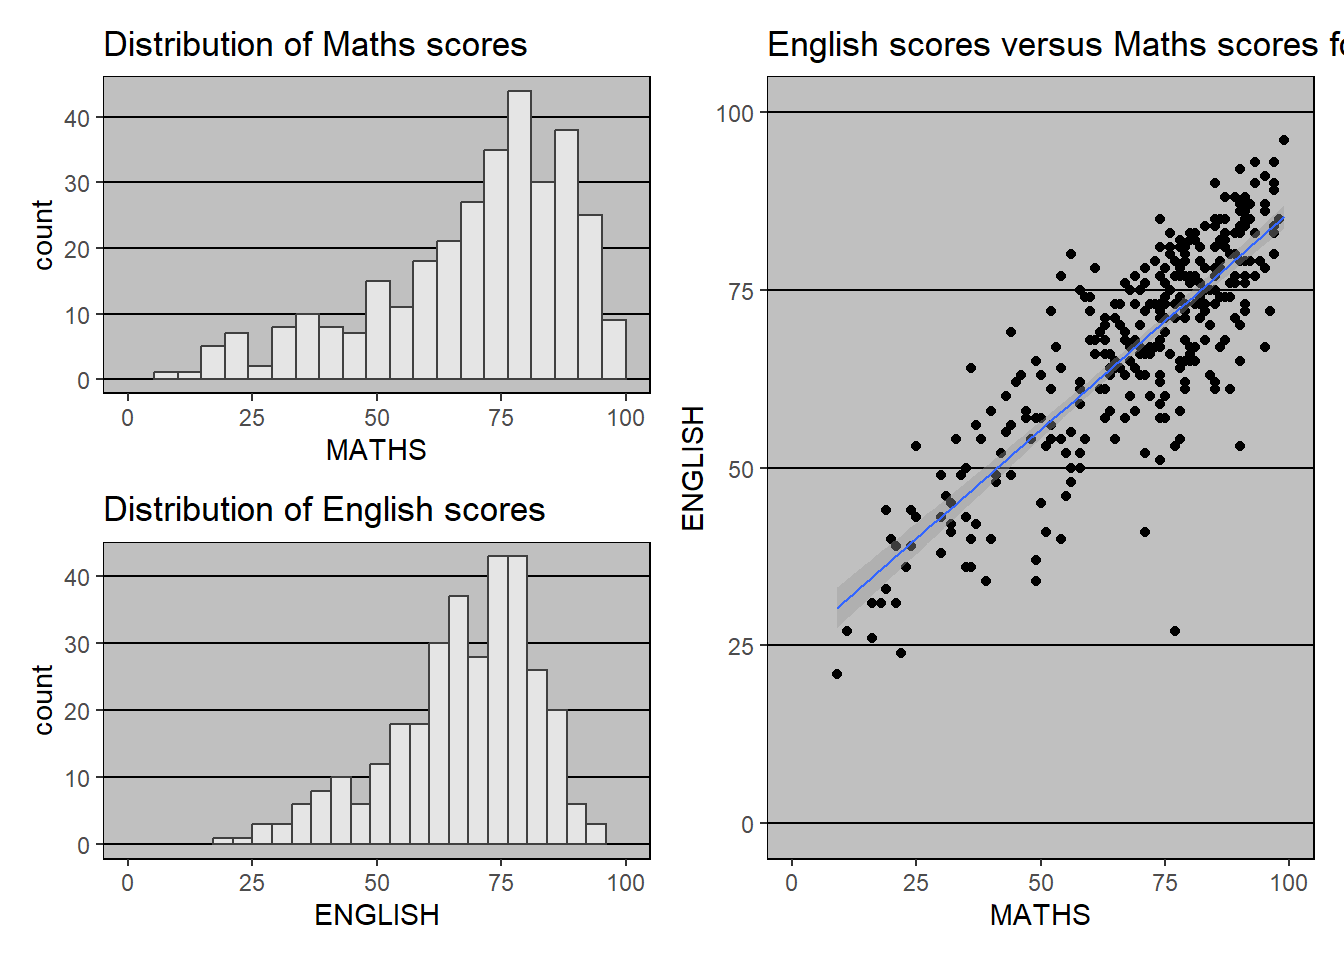 Distribution of Maths scores
count
40
30
20
10
0
0 25 50 75 100
MATHS
Distribution of English scores
count
40
30
20
10
0
0 25 50 75 100
ENGLISH
English scores versus Maths scores fo
ENGLISH
100
75
50
25
0
0 25 50 75 100
MATHS